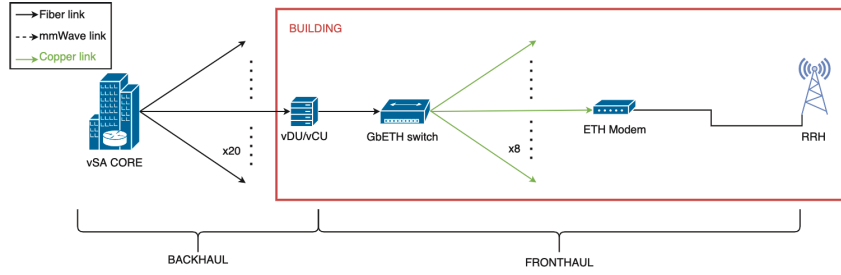 Fiber link
mmWave link
Copper link
BUILDING
vSA CORE
x20
vDU/vCU
GbETH switch
x8
ETH Modem
RRH
BACKHAUL
FRONTHAUL